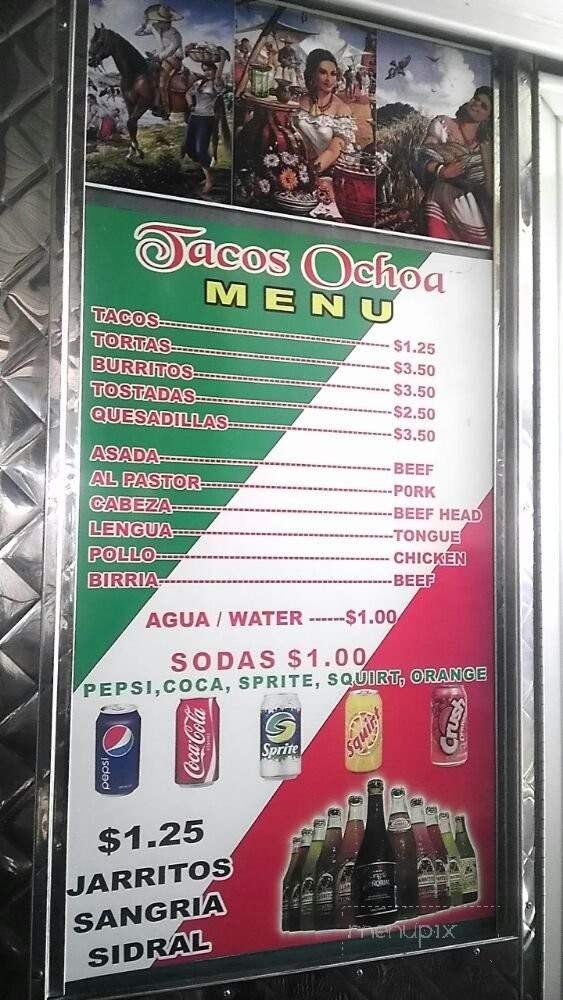 Tacos Ochoa
MENU
TACOS-----------------------------$1.25
TORTAS----------------------------$3.50
BURRITOS--------------------------$3.50
TOSTADAS--------------------------$2.50
QUESADILLAS-----------------------$3.50
ASADA-----------------------------BEEF
AL PASTOR-------------------------PORK
CABEZA----------------------------BEEF HEAD
LENGUA----------------------------TONGUE
POLLO-----------------------------CHICKEN
BIRRIA----------------------------BEEF
AGUA / WATER ------$1.00
SODAS $1.00
PEPSI,COCA, SPRITE, SQUIRT, ORANGE
pepsi
Coca-Cola
Sprite
Squirt
Crush
$1.25
JARRITOS
SANGRIA
SIDRAL
menupix